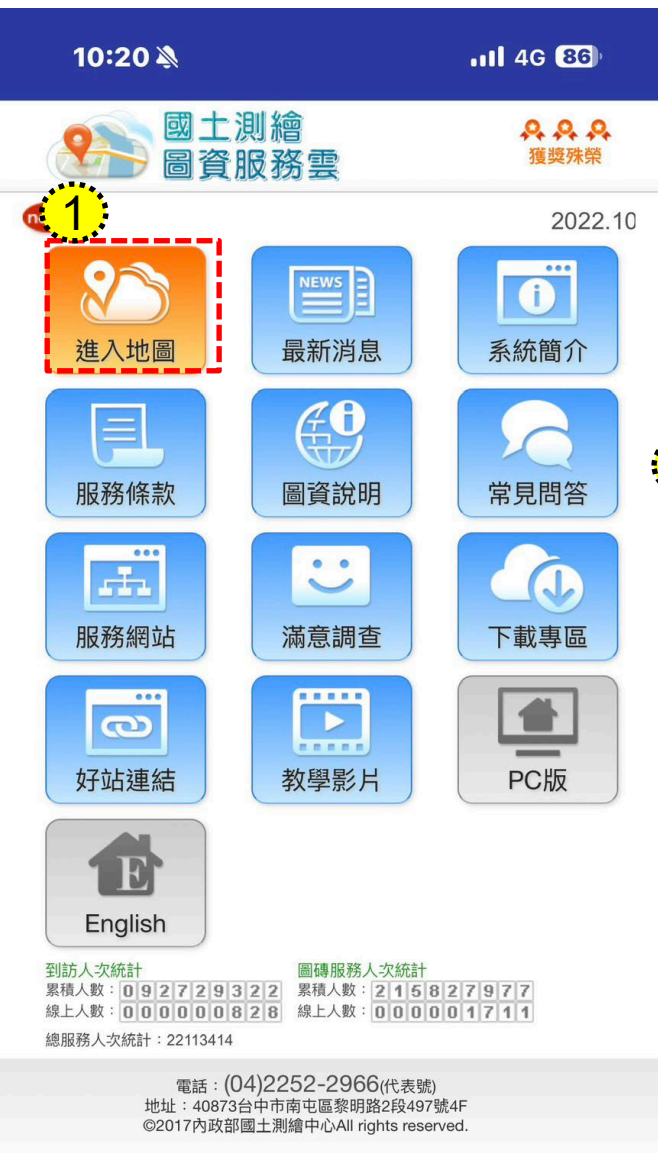 10:20 4G 86
國土測繪
圖資服務雲
獲獎殊榮
1
2022.10
NEWS
進入地圖 最新消息 系統簡介
服務條款 圖資說明 常見問答
服務網站 滿意調查 下載專區
好站連結 教學影片 PC版
E
English
到訪人次統計 圖磚服務人次統計
累積人數：092729322 累積人數：215827977
線上人數：000000828 線上人數：000001711
總服務人次統計：22113414
電話：(04)2252-2966(代表號)
地址：40873台中市南屯區黎明路2段497號4F
©2017內政部國土測繪中心All rights reserved.